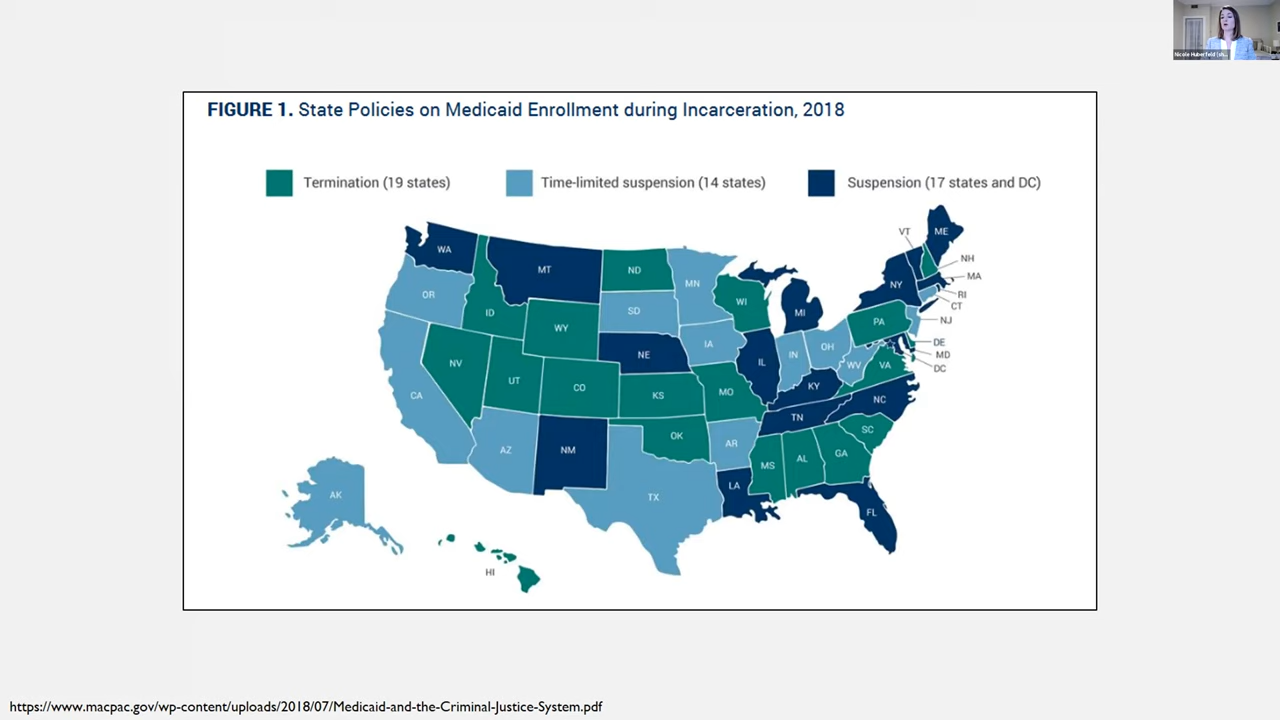 Nicole Huberfeld (sh...
FIGURE 1. State Policies on Medicaid Enrollment during Incarceration, 2018
Termination (19 states)
Time-limited suspension (14 states)
Suspension (17 states and DC)
WA
MT
ND
MN
VT
ME
NH
MA
NY
RI
CT
OR
ID
WY
SD
WI
MI
PA
NJ
NV
UT
CO
NE
IA
IL
IN
OH
WV
VA
DE
MD
DC
CA
KS
MO
KY
NC
TN
AZ
NM
OK
AR
SC
MS
AL
GA
AK
TX
LA
FL
HI
https://www.macpac.gov/wp-content/uploads/2018/07/Medicaid-and-the-Criminal-Justice-System.pdf